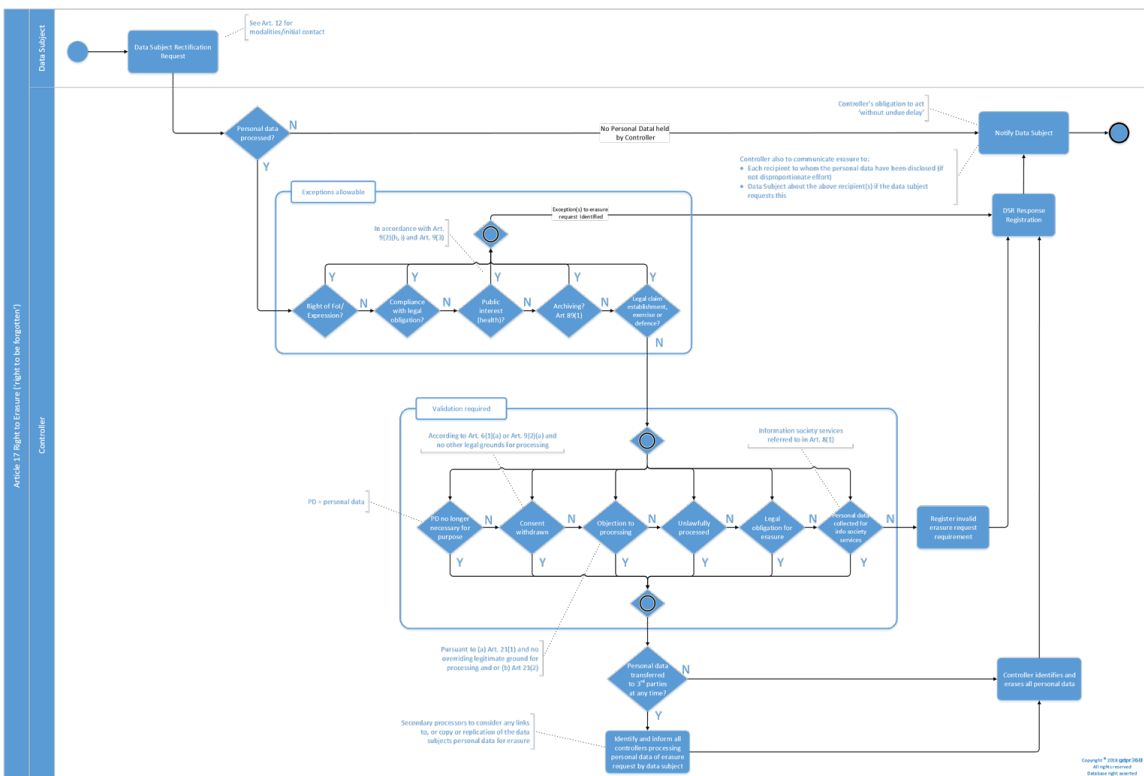 Article 17 Right to Erasure ('right to be forgotten')
Data Subject
Controller
Data Subject Rectification
Request
See Art. 12 for
modalities/initial contact
Personal data
processed?
N
Y
No Personal Datal held
by Controller
Controller's obligation to act
'without undue delay'
Notify Data Subject
Controller also to communicate erasure to:
• Each recipient to whom the personal data have been disclosed (if
not disproportionate effort)
• Data Subject about the above recipient(s) if the data subject
requests this
DSR Response
Registration
Exceptions allowable
Exception(s) to erasure
request identified
In accordance with Art.
9(2)(h, i) and Art. 9(3)
Y
Y
Y
Y
Y
Right of FoI/
Expression?
N
Compliance
with legal
obligation?
N
Public
interest
(health)?
N
Archiving?
Art 89(1)
N
Legal claim
establishment,
exercise or
defence?
N
Validation required
According to Art. 6(1)(a) or Art. 9(2)(a) and
no other legal grounds for processing
Information society services
referred to in Art. 8(1)
PD = personal data
PD no longer
necessary for
purpose
N
Consent
withdrawn
N
Objection to
processing
N
Unlawfully
processed
N
Legal
obligation for
erasure
N
Personal data
collected for
info society
services
N
Register invalid
erasure request
requirement
Y
Y
Y
Y
Y
Y
Pursuant to (a) Art. 21(1) and no
overriding legitimate ground for
processing and or (b) Art 21(2)
Personal data
transferred
to 3rd parties
at any time?
N
Y
Controller identifies and
erases all personal data
Secondary processors to consider any links
to, or copy or replication of the data
subjects personal data for erasure
Identify and inform all
controllers processing
personal data of erasure
request by data subject
All rights reserved
Database right asserted